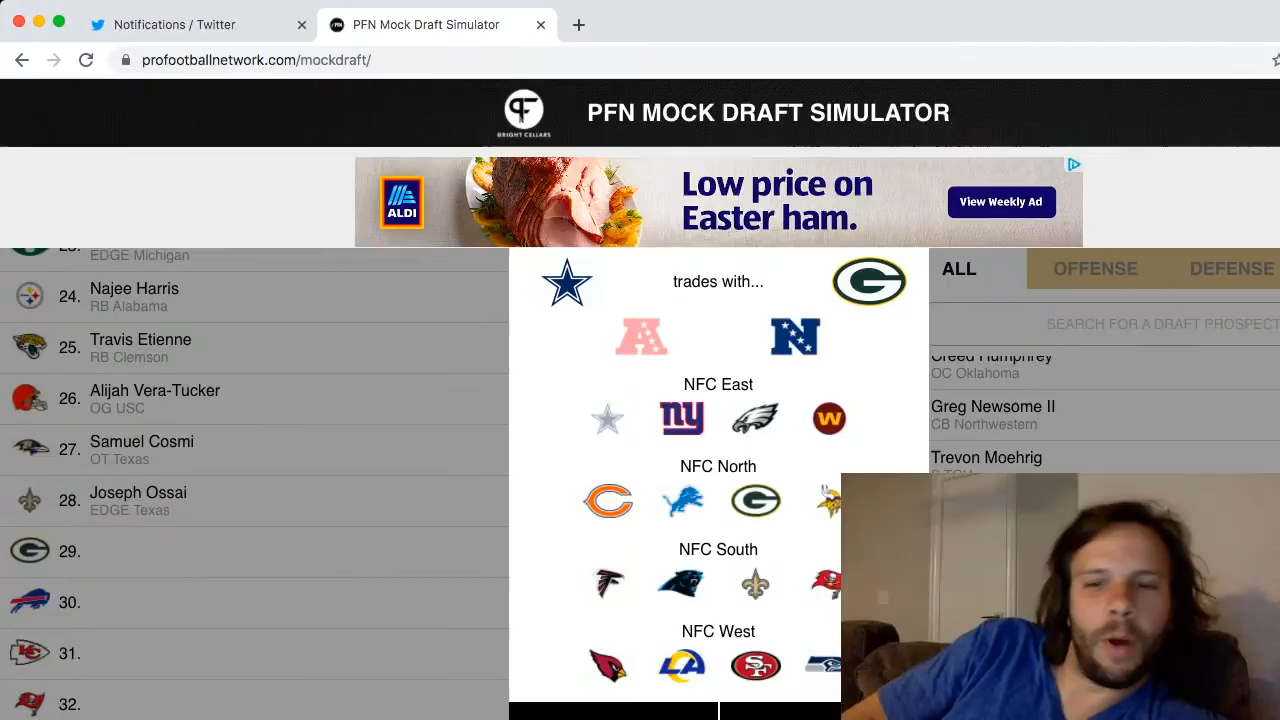 Notifications / Twitter
PFN Mock Draft Simulator
profootballnetwork.com/mockdraft/
BRIGHT CELLARS
PFN MOCK DRAFT SIMULATOR
ALDI
Low price on
Easter ham.
View Weekly Ad
EDGE Michigan
24. Najee Harris
RB Alabama
25. Travis Etienne
RB Clemson
26. Alijah Vera-Tucker
OG USC
27. Samuel Cosmi
OT Texas
28. Joseph Ossai
EDGE Texas
29.
30.
31.
32.
trades with...
G
A
N
NFC East
ny
W
NFC North
C
G
NFC South
NFC West
LA
SF
ALL
OFFENSE
DEFENSE
SEARCH FOR A DRAFT PROSPECT
Creed Humphrey
OC Oklahoma
Greg Newsome II
CB Northwestern
Trevon Moehrig